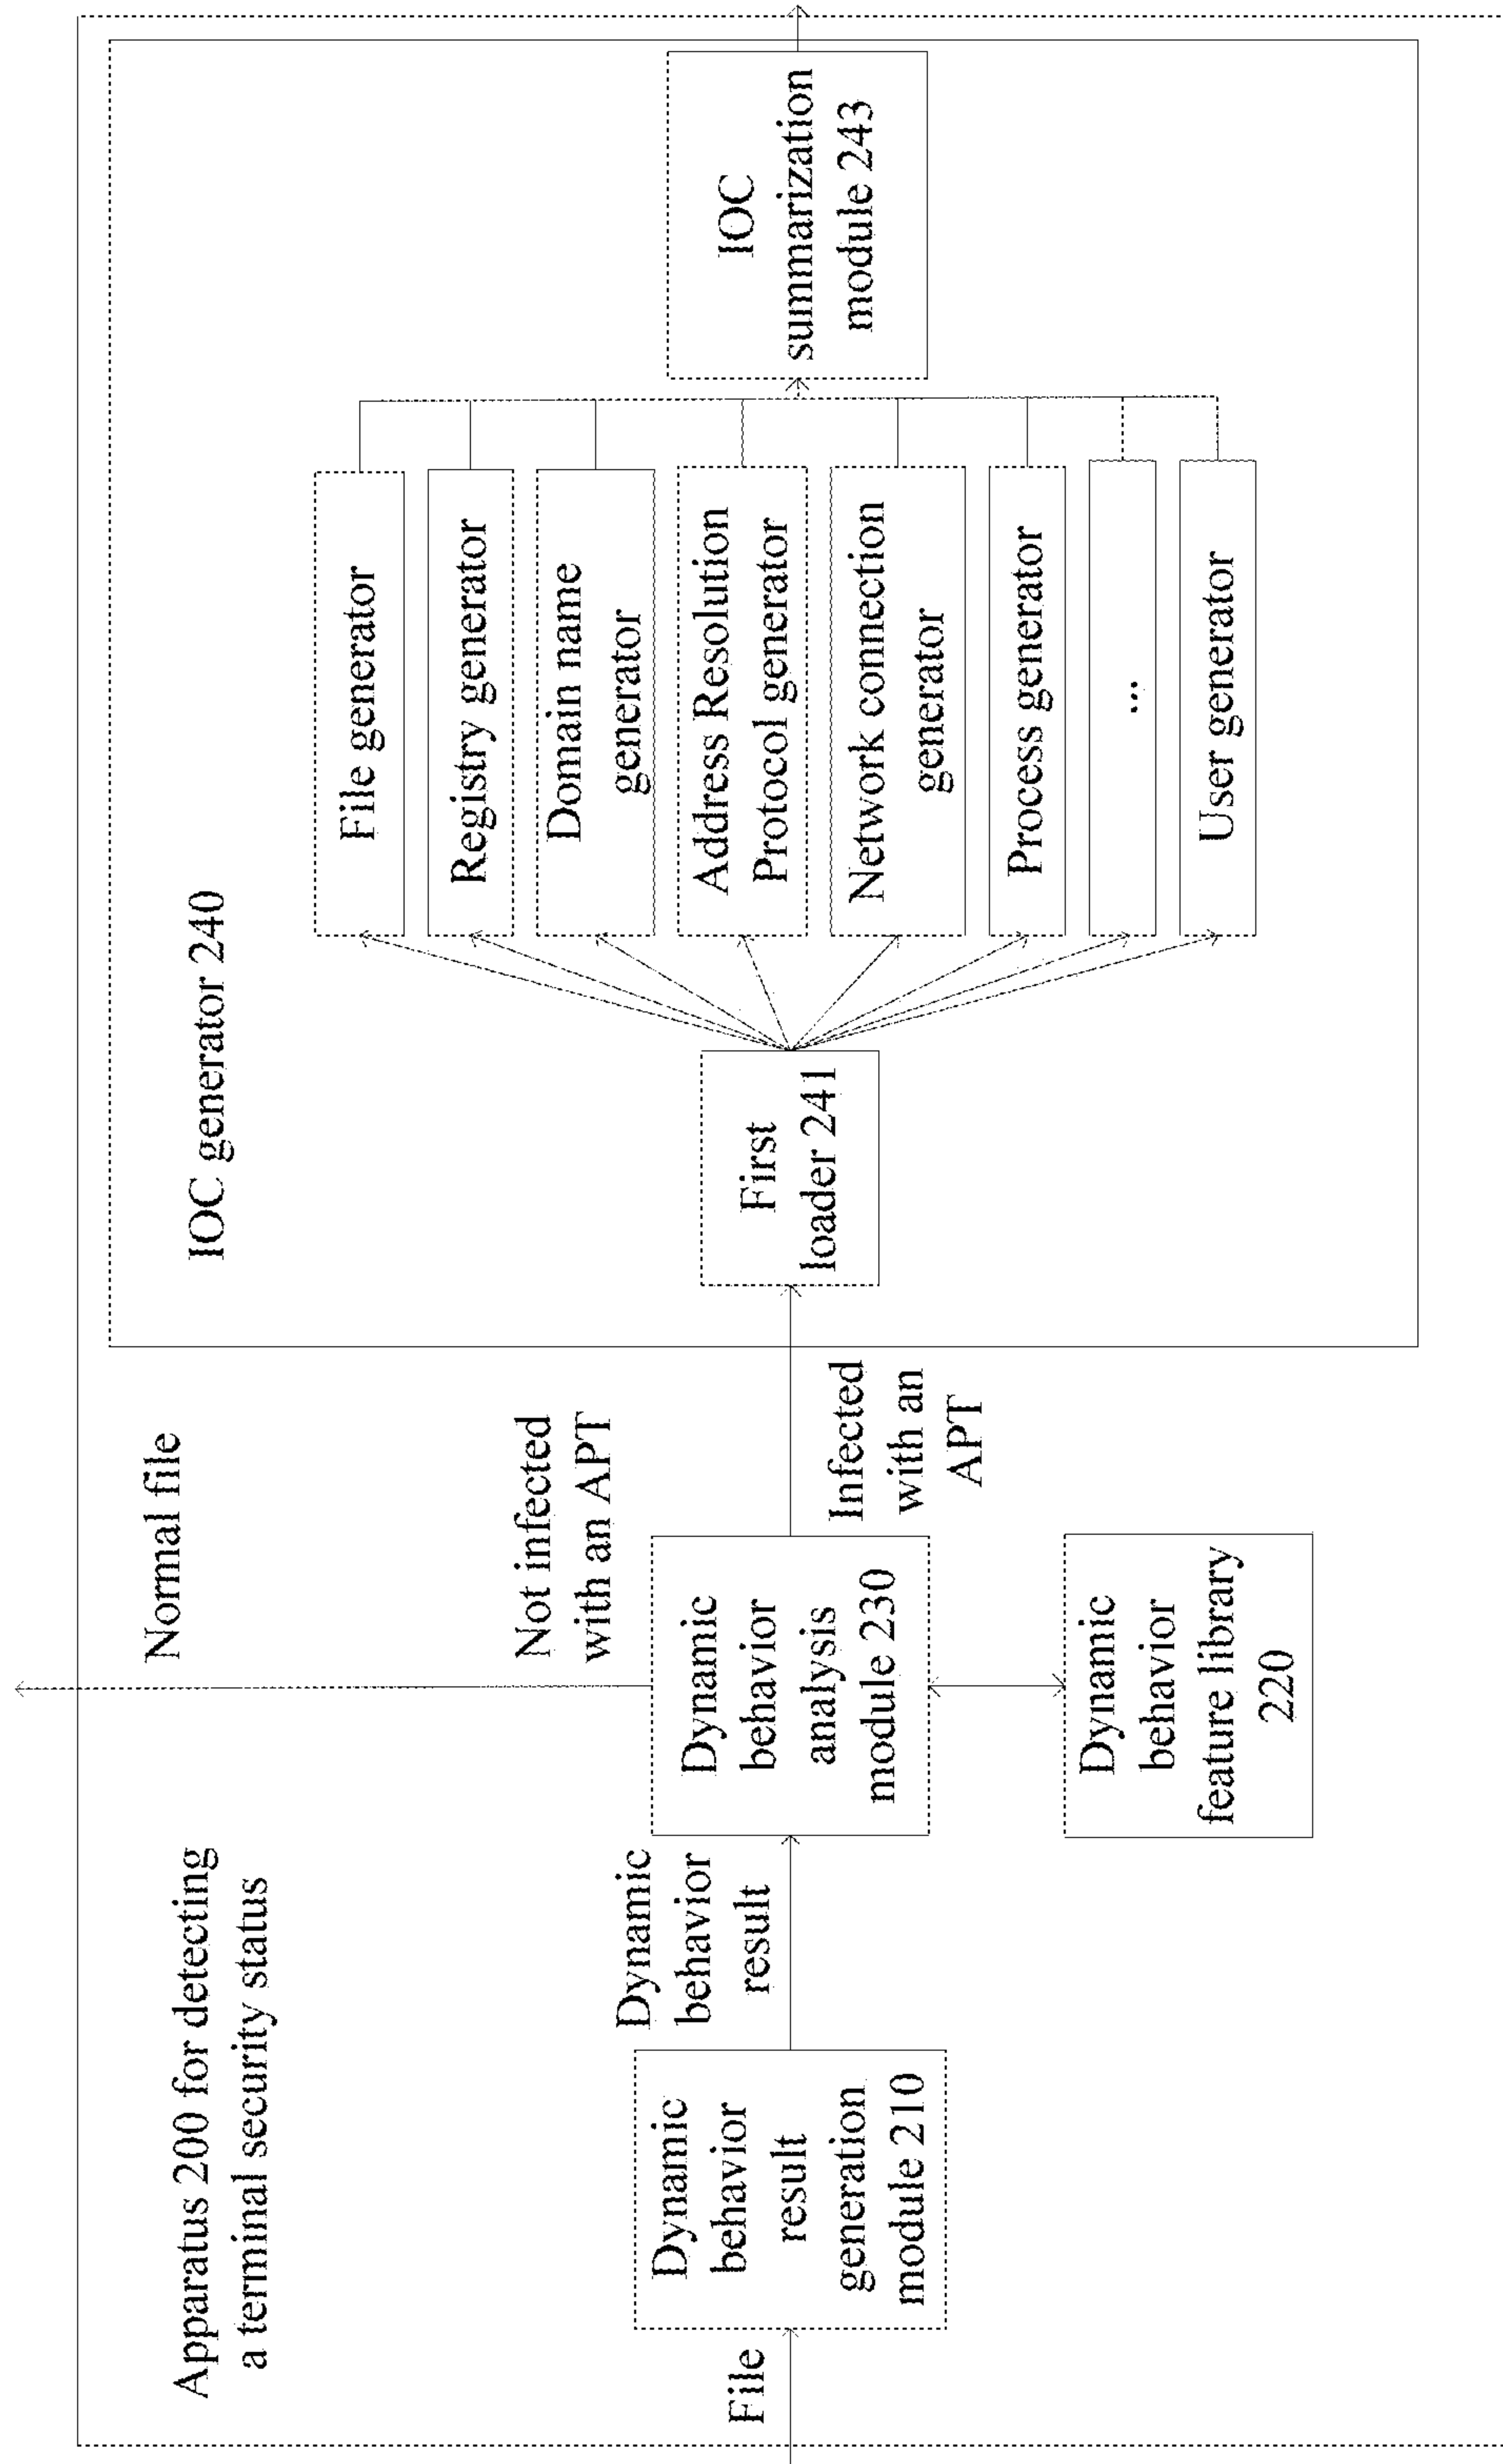 Apparatus 200 for detecting
a terminal security status
Normal file
IOC generator 240
File
Dynamic
behavior
result
generation
module 210
Dynamic
behavior
result
Dynamic
behavior
analysis
module 230
Dynamic
behavior
feature library
220
Not infected
with an APT
Infected
with an
APT
First
loader 241
File generator
Registry generator
Domain name
generator
Address Resolution
Protocol generator
Network connection
generator
Process generator
...
User generator
IOC
summarization
module 243